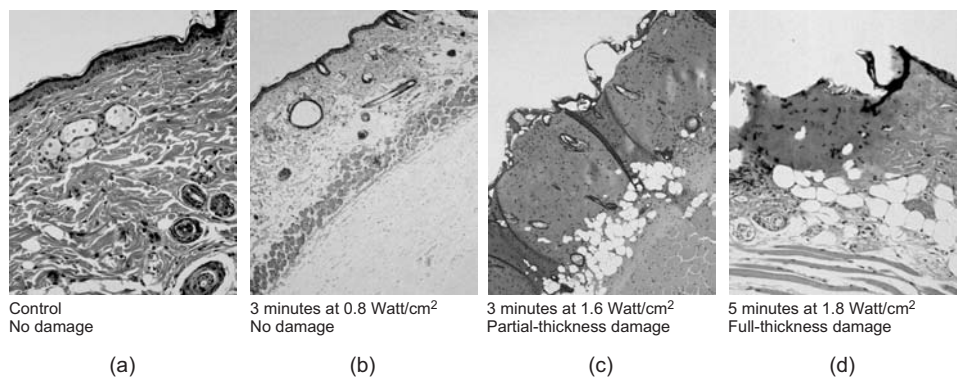 Control
No damage
(a)
3 minutes at 0.8 Watt/cm²
No damage
(b)
3 minutes at 1.6 Watt/cm²
Partial-thickness damage
(c)
5 minutes at 1.8 Watt/cm²
Full-thickness damage
(d)